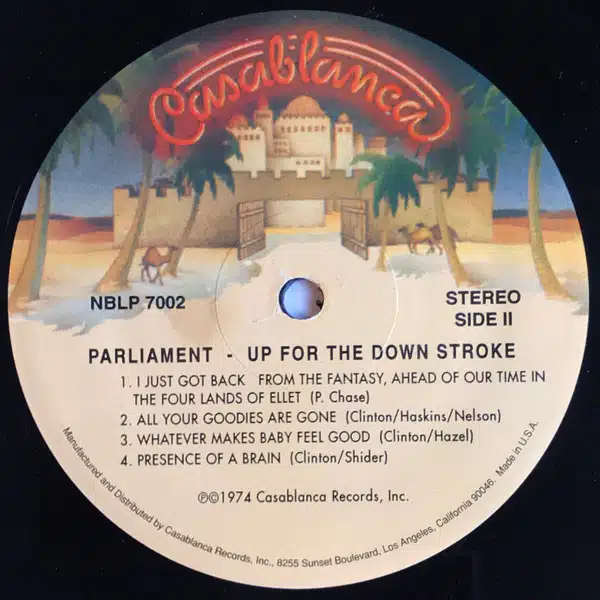 Casablanca
NBLP 7002
STEREO
SIDE II
PARLIAMENT - UP FOR THE DOWN STROKE
1. I JUST GOT BACK FROM THE FANTASY, AHEAD OF OUR TIME IN
THE FOUR LANDS OF ELLET (P. Chase)
2. ALL YOUR GOODIES ARE GONE (Clinton/Haskins/Nelson)
3. WHATEVER MAKES BABY FEEL GOOD (Clinton/Hazel)
4. PRESENCE OF A BRAIN (Clinton/Shider)
℗©1974 Casablanca Records, Inc.
Manufactured and Distributed by Casablanca Records, Inc., 8255 Sunset Boulevard, Los Angeles, California 90046. Made in U.S.A.